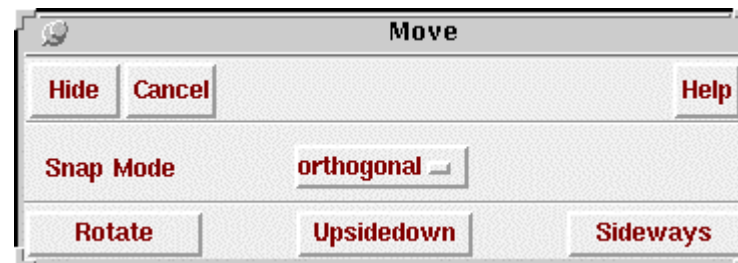 Move
Hide Cancel Help
Snap Mode orthogonal
Rotate Upsidedown Sideways